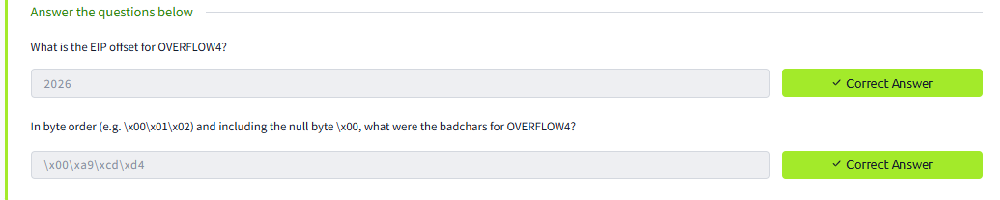 Answer the questions below
What is the EIP offset for OVERFLOW4?
2026
✓ Correct Answer
In byte order (e.g. \x00\x01\x02) and including the null byte \x00, what were the badchars for OVERFLOW4?
\x00\xa9\xcd\xd4
✓ Correct Answer